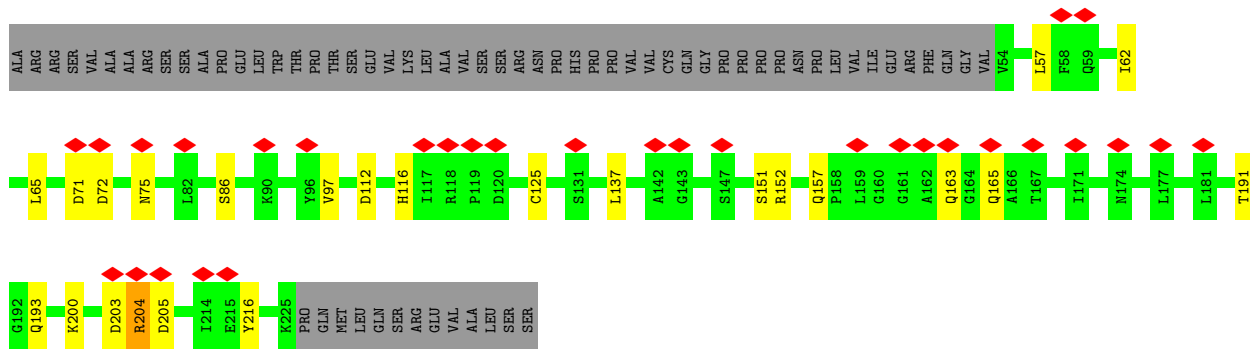 ALA ARG ARG SER VAL ALA ALA ARG SER SER ALA PRO GLU LEU TRP THR PRO THR SER GLU VAL LYS LEU ALA VAL SER SER ARG ASN PRO HIS PRO PRO VAL VAL CYS GLN GLY PRO PRO PRO PRO ASN PRO LEU VAL ILE GLU ARG PHE GLN GLY VAL V54 L57 F58 Q59 I62
L65 D71 D72 N75 L82 S86 K90 Y96 V97 D112 H116 I117 R118 P119 D120 C125 S131 L137 A142 G143 S147 S151 R152 Q157 P158 L159 G160 G161 A162 Q163 G164 Q165 A166 T167 I171 N174 L177 L181 T191
G192 Q193 K200 D203 R204 D205 I214 E215 Y216 K225 PRO GLN MET LEU GLN SER ARG GLU VAL ALA LEU SER SER